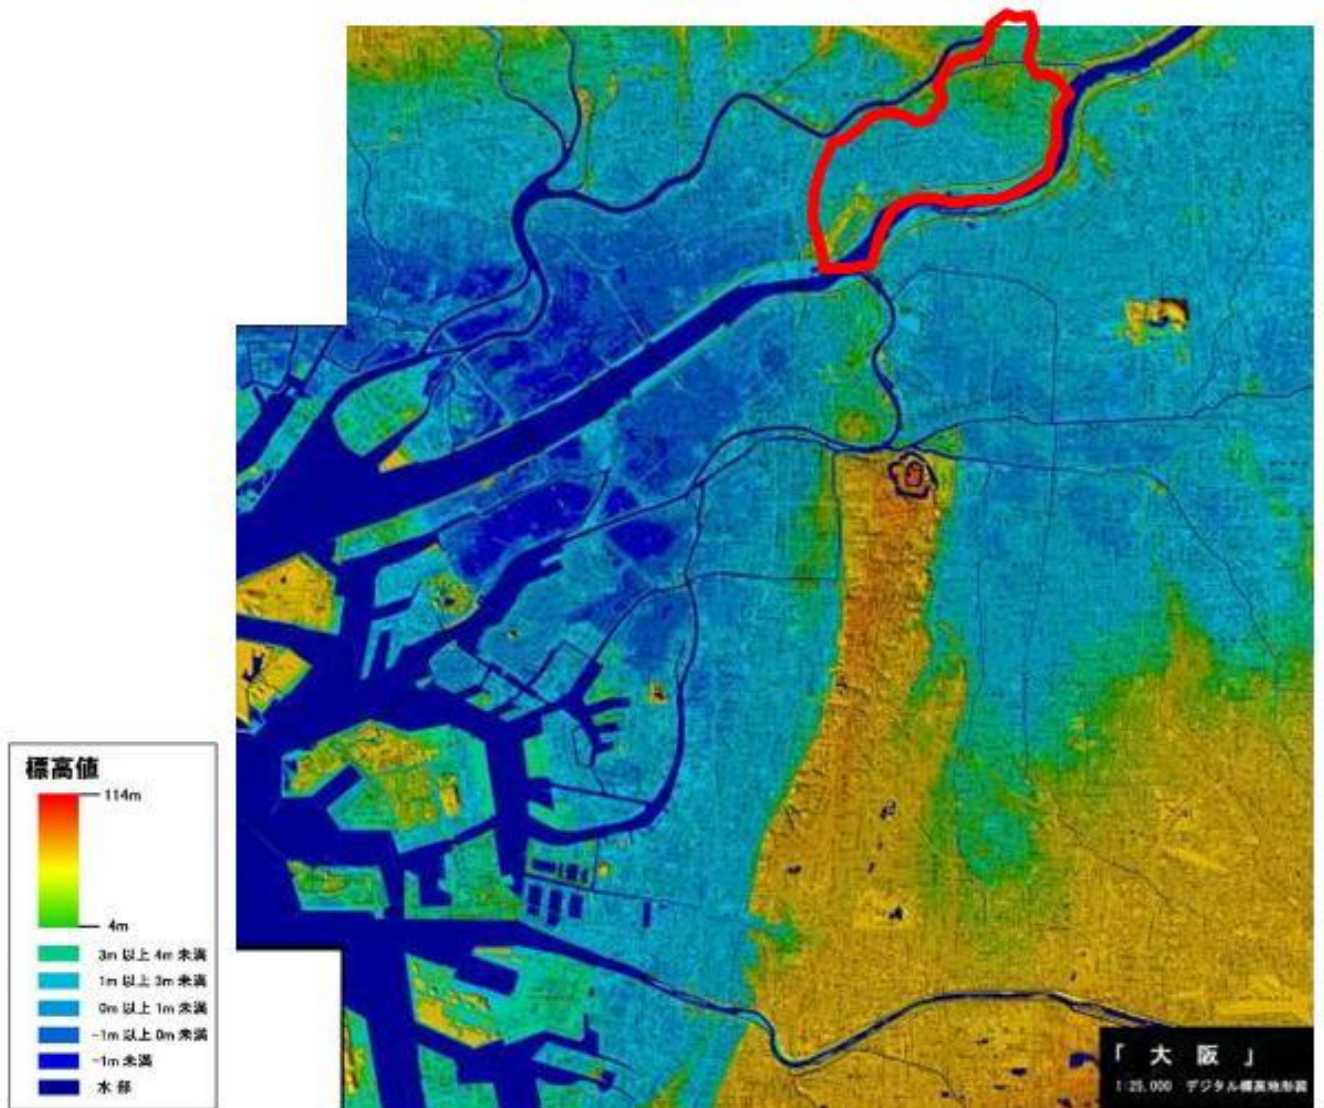 標高値
114m
4m
3m 以上 4m 未満
1m 以上 3m 未満
0m 以上 1m 未満
-1m 以上 0m 未満
-1m 未満
水 部
「 大 阪 」
1:25,000 デジタル標高地形図